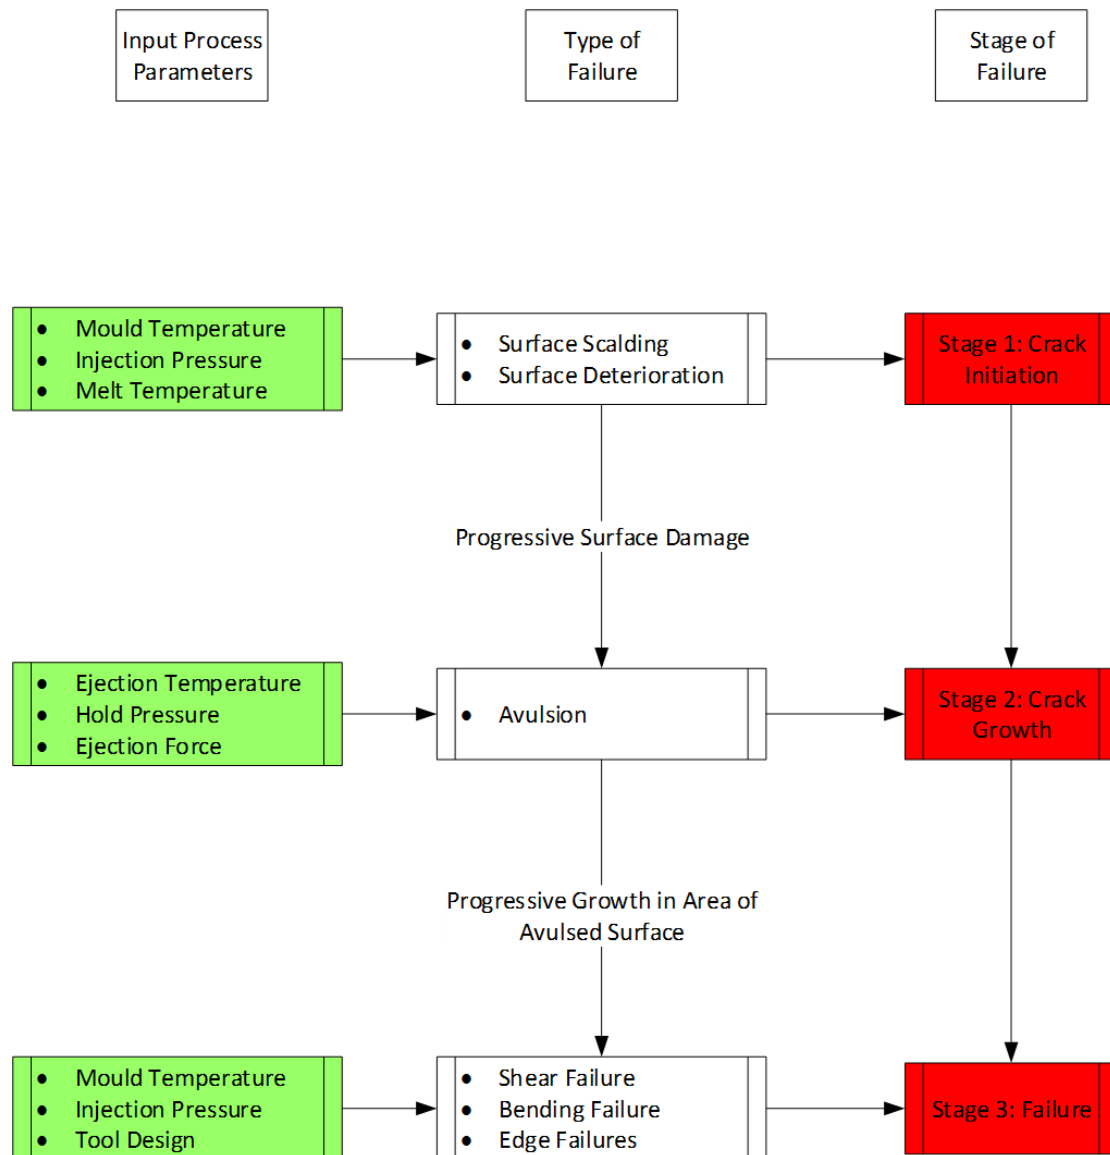 Input Process
Parameters
Type of
Failure
Stage of
Failure
● Mould Temperature
● Injection Pressure
● Melt Temperature
● Surface Scalding
● Surface Deterioration
Stage 1: Crack
Initiation
Progressive Surface Damage
● Ejection Temperature
● Hold Pressure
● Ejection Force
● Avulsion
Stage 2: Crack
Growth
Progressive Growth in Area of
Avulsed Surface
● Mould Temperature
● Injection Pressure
● Tool Design
● Shear Failure
● Bending Failure
● Edge Failures
Stage 3: Failure